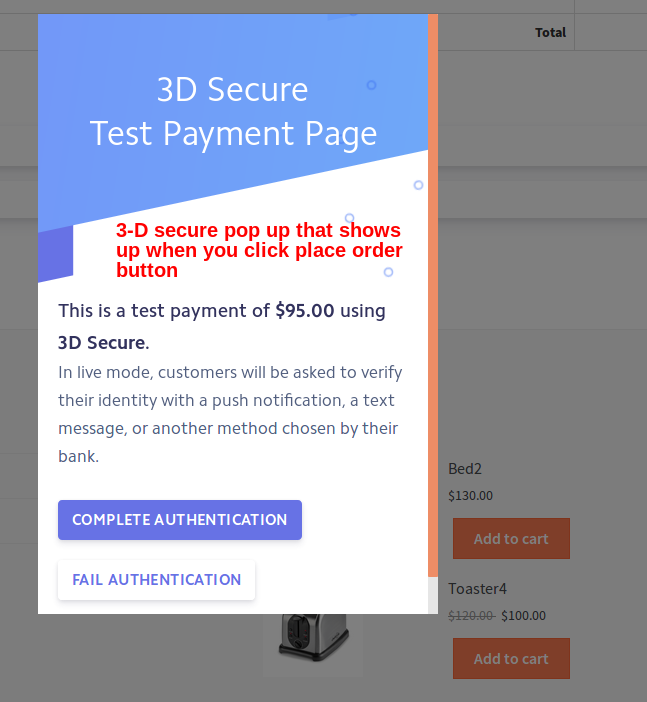 Total
3D Secure
Test Payment Page
3-D secure pop up that shows
up when you click place order
button
This is a test payment of $95.00 using
3D Secure.
In live mode, customers will be asked to verify
their identity with a push notification, a text
message, or another method chosen by their
bank.
COMPLETE AUTHENTICATION
FAIL AUTHENTICATION
Bed2
$130.00
Add to cart
Toaster4
$120.00 $100.00
Add to cart